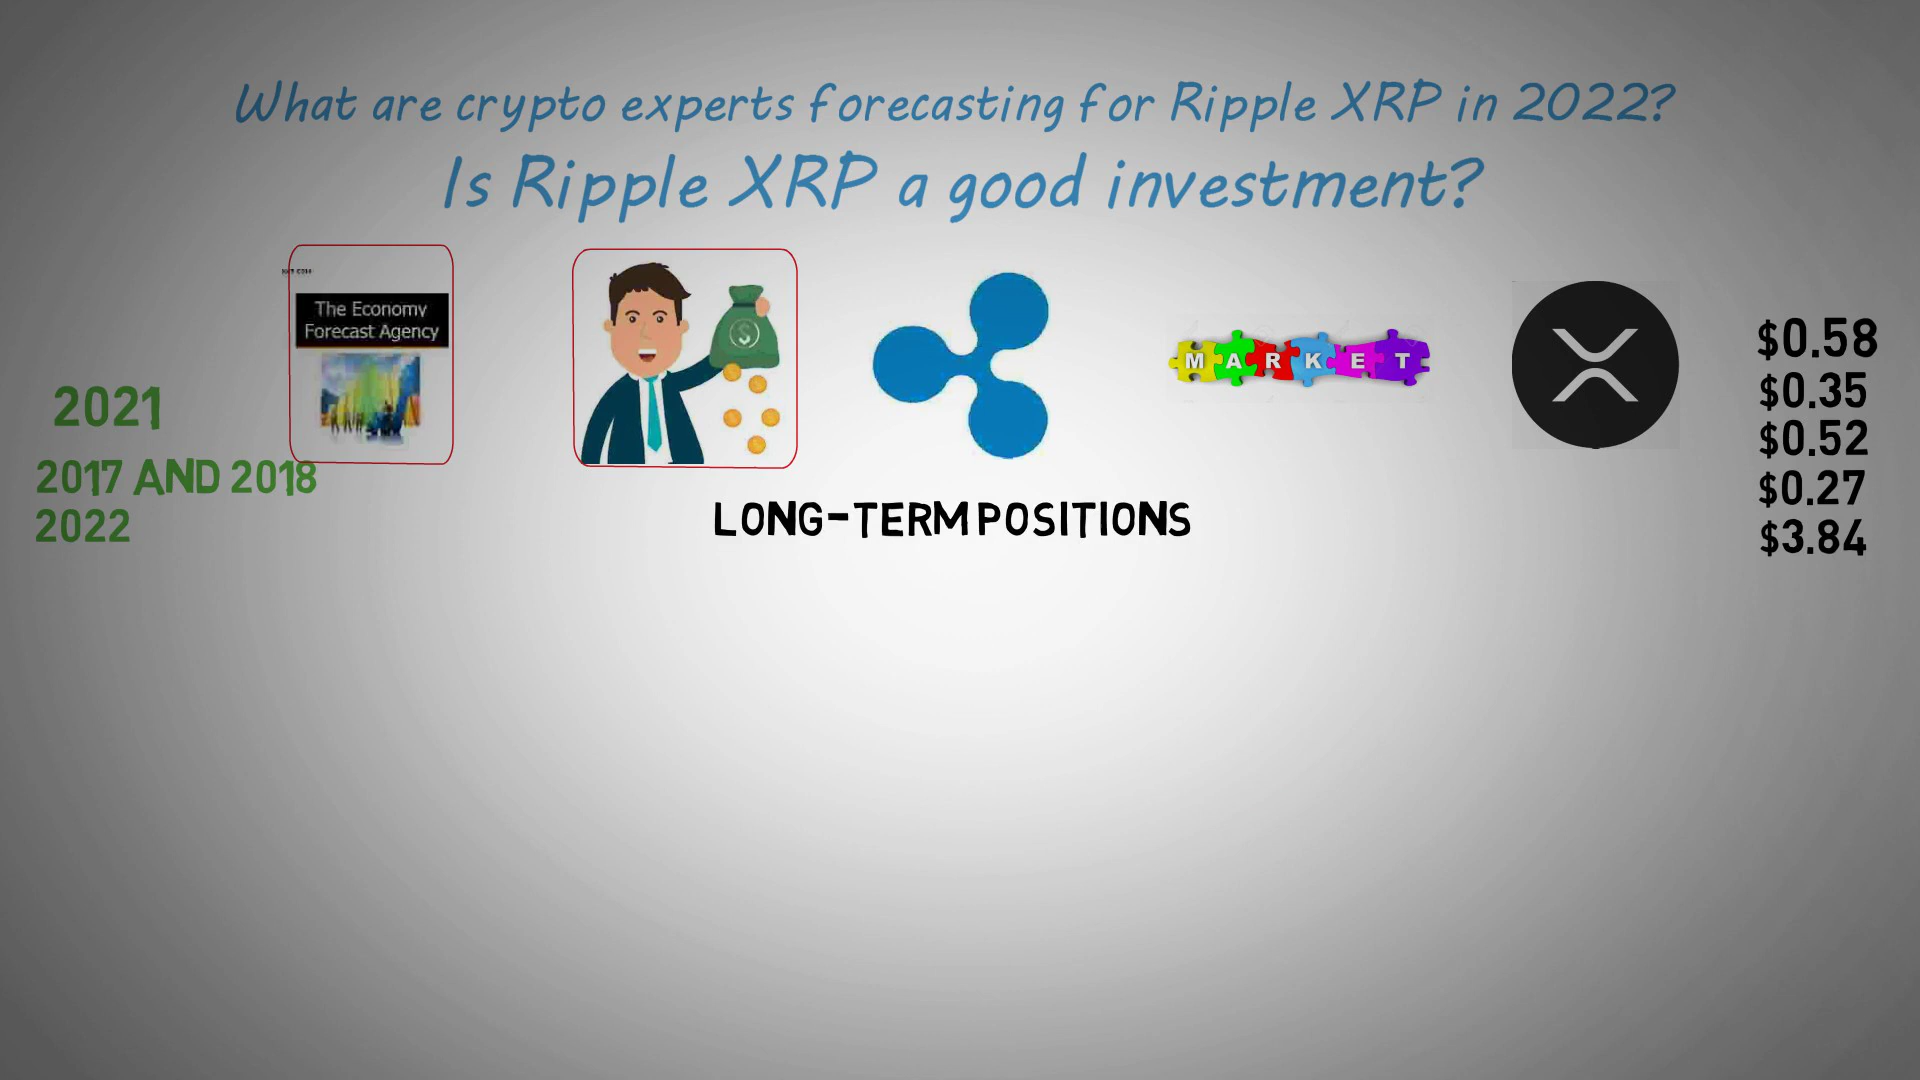 What are crypto experts forecasting for Ripple XRP in 2022?
Is Ripple XRP a good investment?
The Economy
Forecast Agency
MARKET
$0.58
$0.35
$0.52
$0.27
$3.84
2021
2017 AND 2018
2022
LONG-TERM POSITIONS